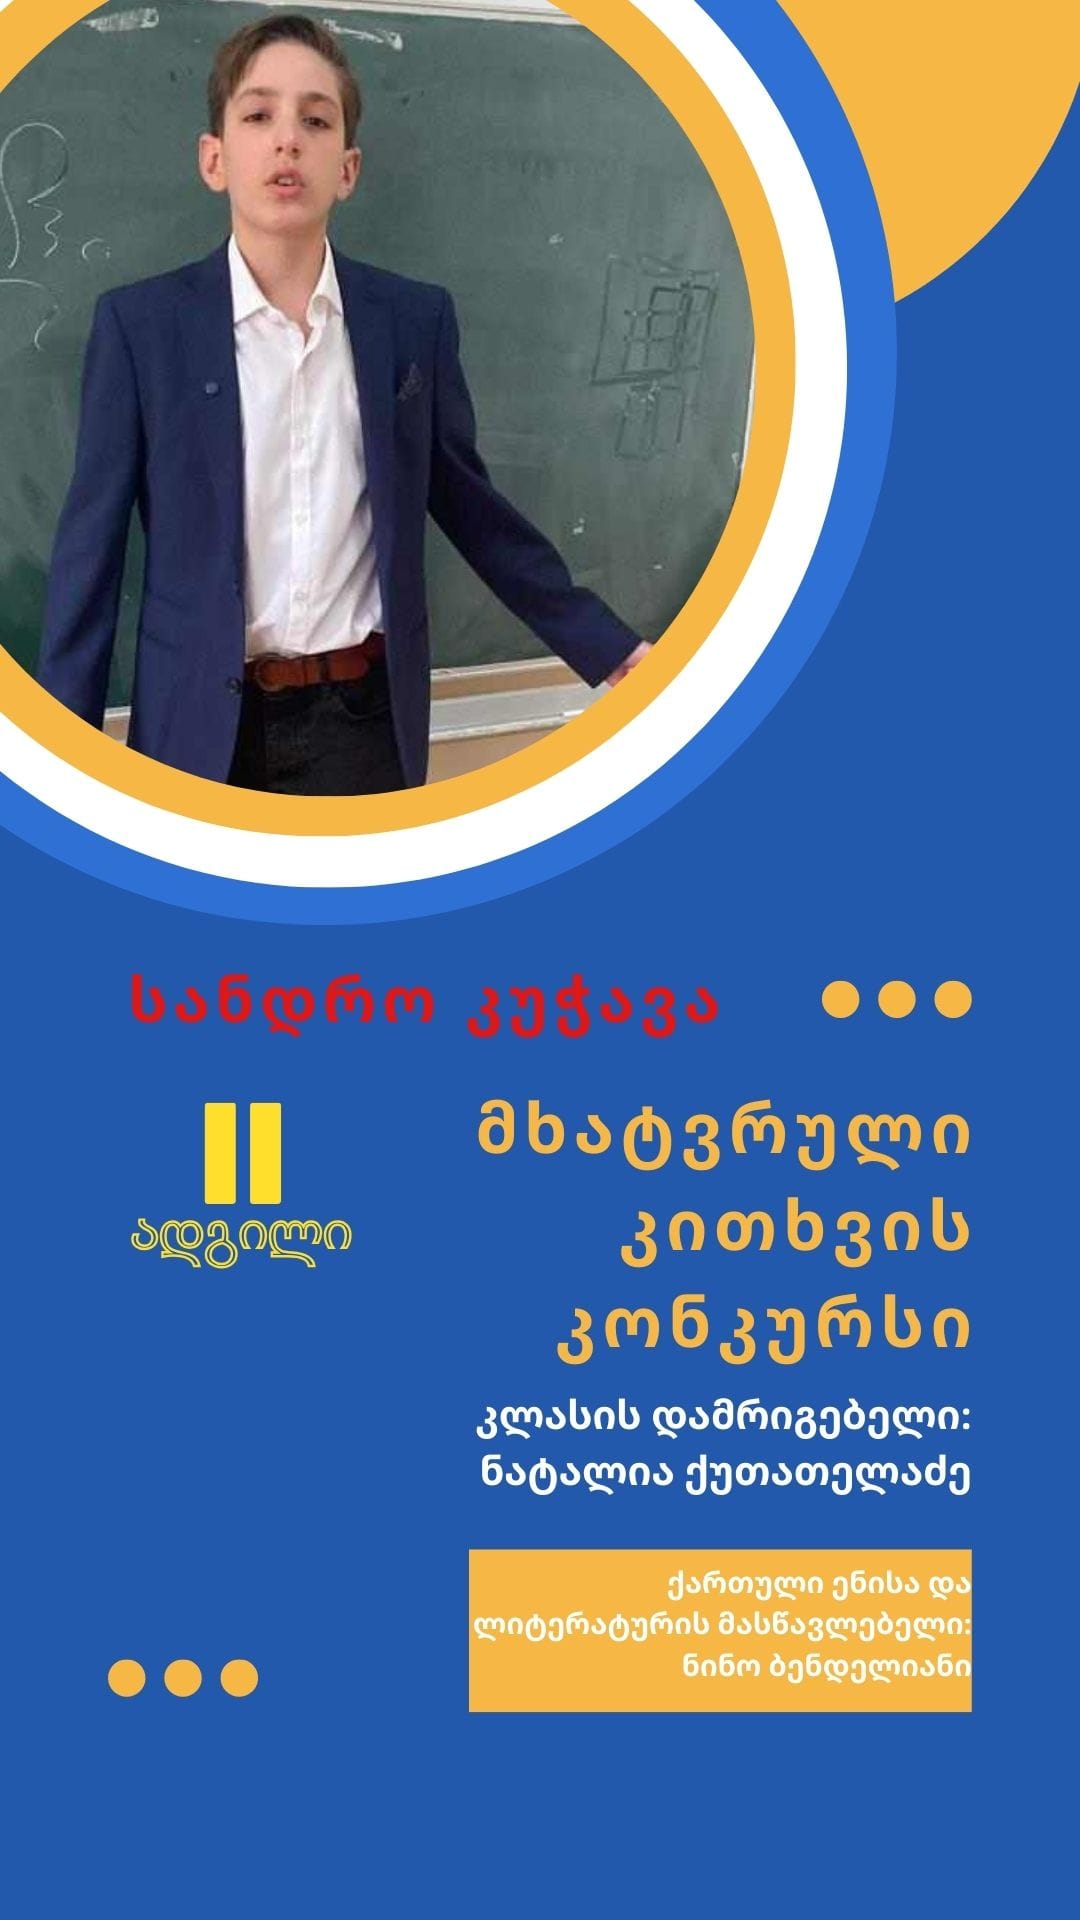 სანდრო კუჭავა
II
ადგილი
მხატვრული
კითხვის
კონკურსი
კლასის დამრიგებელი:
ნატალია ქუთათელაძე
ქართული ენისა და
ლიტერატურის მასწავლებელი:
ნინო ბენდელიანი